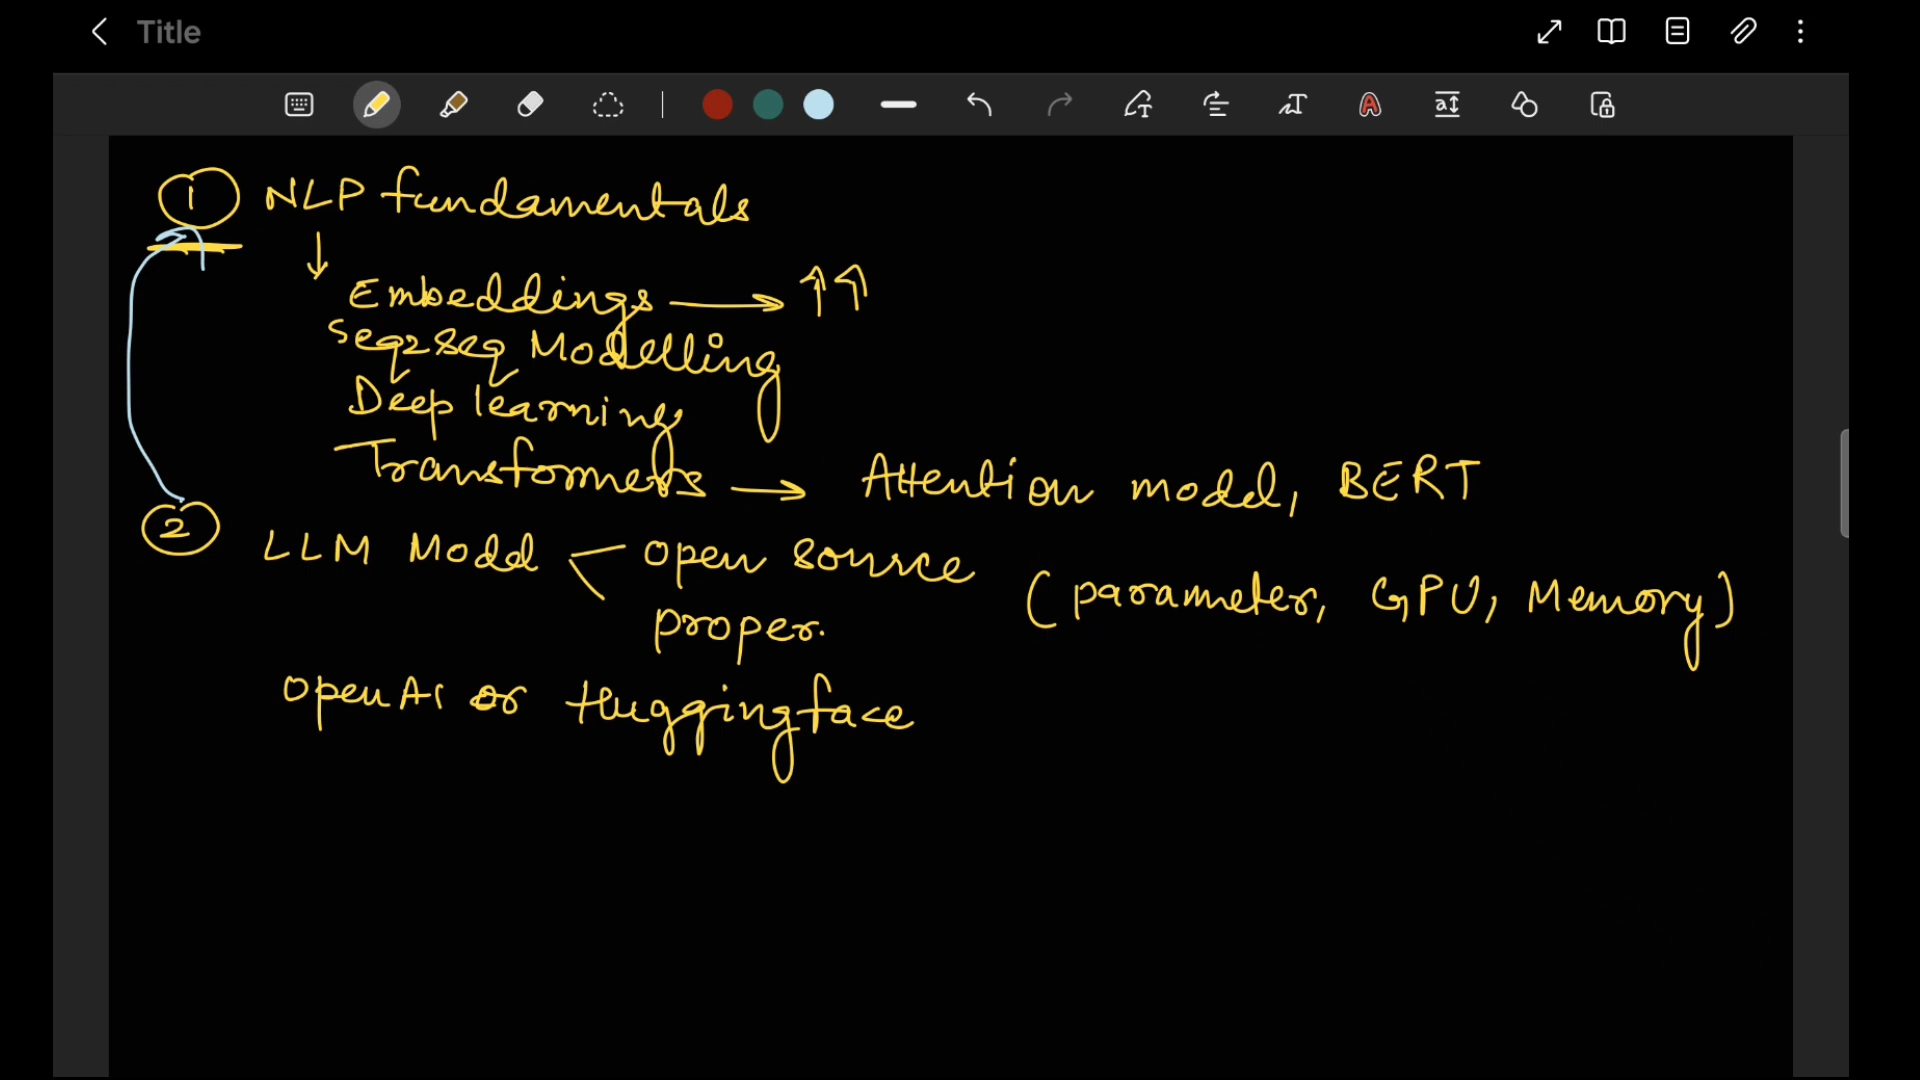 Title
1 NLP fundamentals
Embeddings
Seq2Seq Modelling
Deep learning
Transformers → Attention model, BERT
2 LLM Model
open source
proper.
(parameter, GPU, Memory)
OpenAI or Huggingface